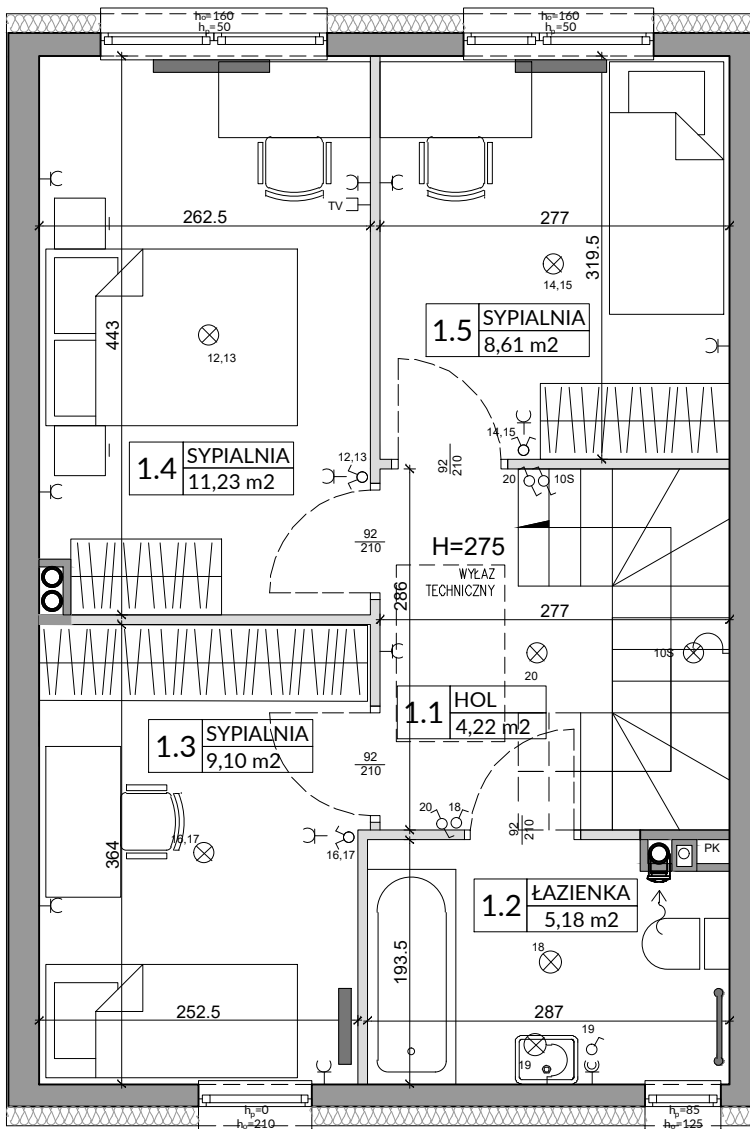 hо=160
hp=50
hо=160
hp=50
262.5
TV
277
319.5
14,15
12,13
443
1.5
SYPIALNIA
8,61 m2
1.4
SYPIALNIA
11,23 m2
12,13
14,15
92
210
20
10S
92
210
H=275
WYŁAZ
TECHNICZNY
286
277
20
10S
1.1
HOL
4,22 m2
1.3
SYPIALNIA
9,10 m2
92
210
20
18
92
210
16,17
16,17
364
PK
1.2
ŁAZIENKA
5,18 m2
18
193.5
252.5
287
19
19
hp=0
hо=210
hp=85
hо=125